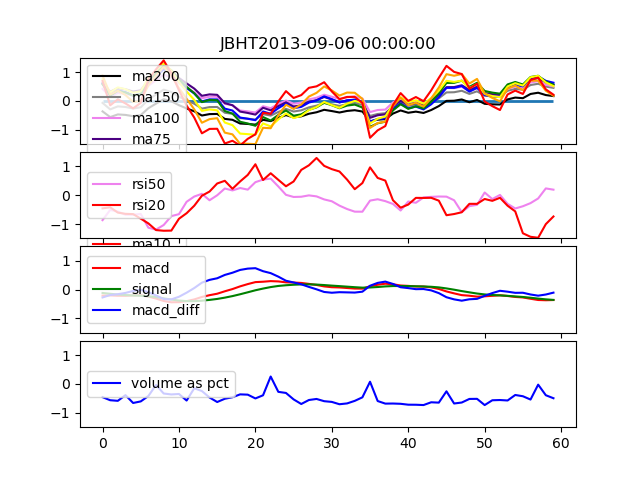 JBHT2013-09-06 00:00:00
1
0
−1
ma200
ma150
ma100
ma75
1
0
−1
rsi50
rsi20
ma10
1
0
−1
macd
signal
macd_diff
1
0
−1
volume as pct
0 10 20 30 40 50 60